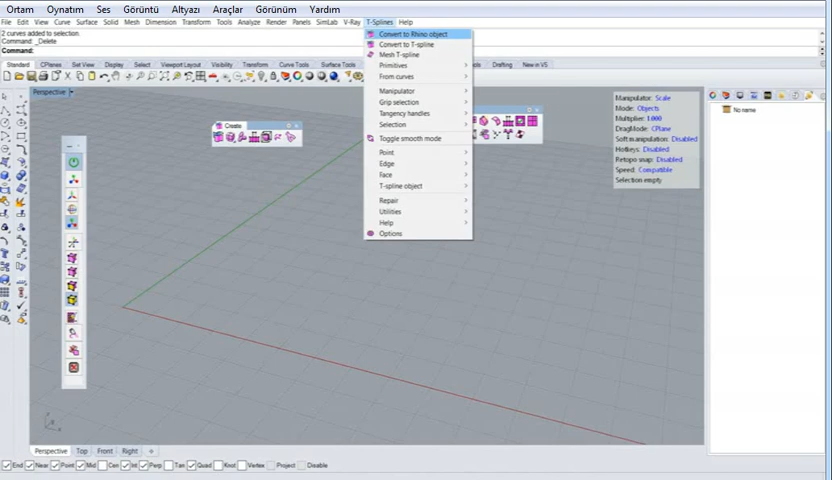 Ortam Oynatım Ses Görüntü Altyazı Araçlar Görünüm Yardım
File Edit View Curve Surface Solid Mesh Dimension Transform Tools Analyze Render Panels V-Ray T-Splines Help
2 curves added to selection.
Command: _Delete
Command:
Standard CPlanes Set View Display Select Viewport Layout Visibility Transform Curve Tools Surface Tools Drafting New in V5
Perspective
Create
Convert to Rhino object
Convert to T-spline
Mesh T-spline
Primitives
From curves
Manipulator
Grip selection
Tangency handles
Selection
Toggle smooth mode
Point
Edge
Face
T-spline object
Repair
Utilities
Help
Options
Manipulator: Scale
Mode: Objects
Multiplier: 1.000
DragMode: CPlane
Soft manipulation: Disabled
Hotkeys: Disabled
Retopo snap: Disabled
Speed: Compatible
Selection empty
No name
Perspective Top Front Right
End Near Point Mid Cen Int Perp Tan Quad Knot Vertex Project Disable